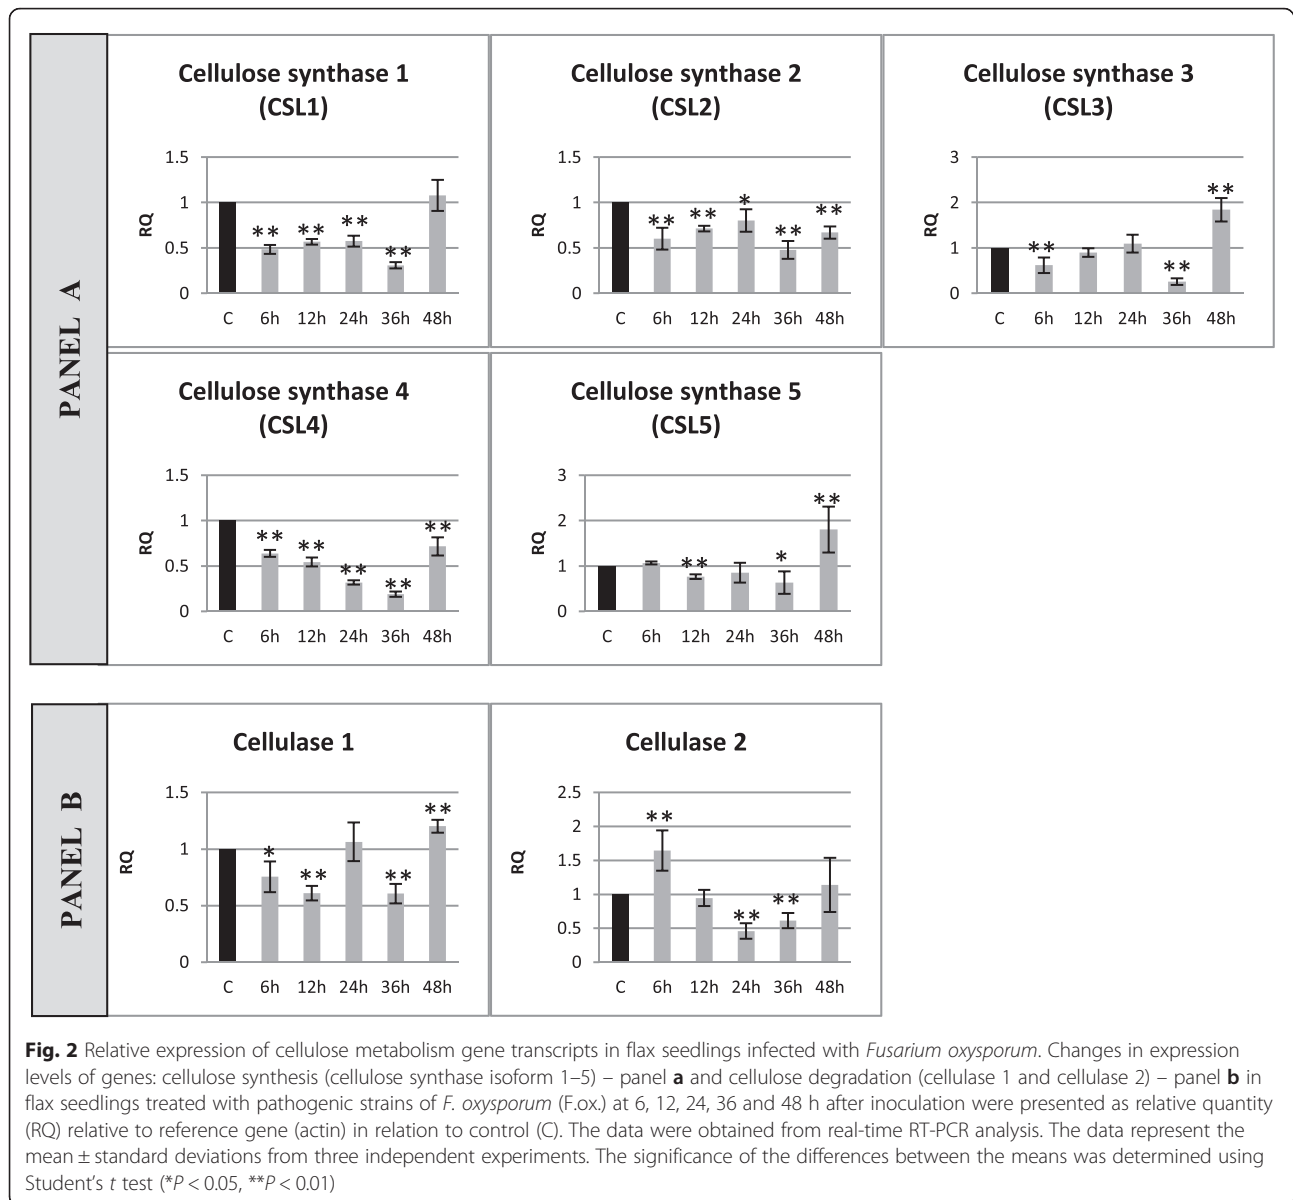 PANEL A
Cellulose synthase 1
(CSL1)
1.5
1
0.5
0
RQ
** ** ** **
C 6h 12h 24h 36h 48h
Cellulose synthase 2
(CSL2)
1.5
1
0.5
0
RQ
** ** * ** **
C 6h 12h 24h 36h 48h
Cellulose synthase 3
(CSL3)
3
2
1
0
RQ
** ** **
C 6h 12h 24h 36h 48h
Cellulose synthase 4
(CSL4)
1.5
1
0.5
0
RQ
** ** ** ** **
C 6h 12h 24h 36h 48h
Cellulose synthase 5
(CSL5)
3
2
1
0
RQ
** * **
C 6h 12h 24h 36h 48h
PANEL B
Cellulase 1
1.5
1
0.5
0
RQ
* ** ** **
C 6h 12h 24h 36h 48h
Cellulase 2
2.5
2
1.5
1
0.5
0
RQ
** ** **
C 6h 12h 24h 36h 48h
Fig. 2 Relative expression of cellulose metabolism gene transcripts in flax seedlings infected with Fusarium oxysporum. Changes in expression
levels of genes: cellulose synthesis (cellulose synthase isoform 1–5) – panel a and cellulose degradation (cellulase 1 and cellulase 2) – panel b in
flax seedlings treated with pathogenic strains of F. oxysporum (F.ox.) at 6, 12, 24, 36 and 48 h after inoculation were presented as relative quantity
(RQ) relative to reference gene (actin) in relation to control (C). The data were obtained from real-time RT-PCR analysis. The data represent the
mean ± standard deviations from three independent experiments. The significance of the differences between the means was determined using
Student's t test (*P < 0.05, **P < 0.01)